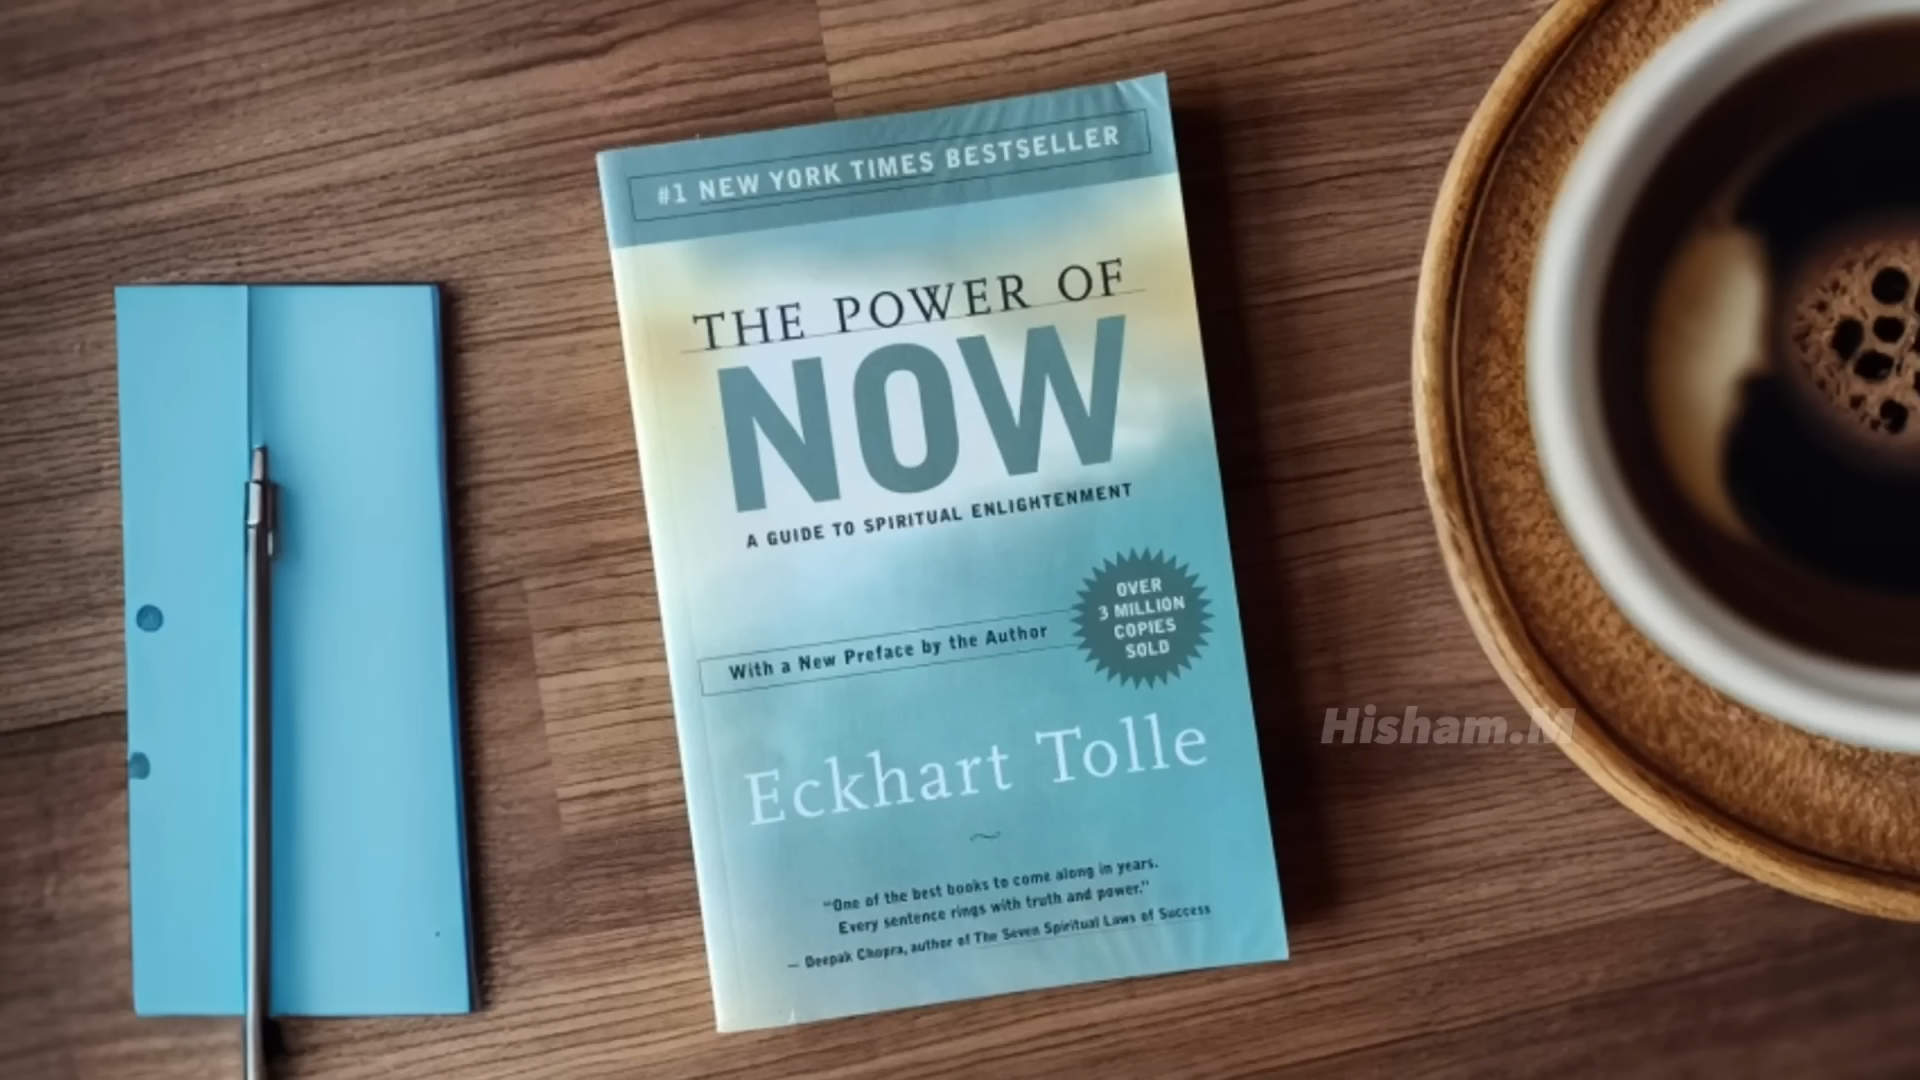 #1 NEW YORK TIMES BESTSELLER
THE POWER OF
NOW
A GUIDE TO SPIRITUAL ENLIGHTENMENT
OVER
3 MILLION
COPIES
SOLD
With a New Preface by the Author
Eckhart Tolle
“One of the best books to come along in years.
Every sentence rings with truth and power.”
— Deepak Chopra, author of The Seven Spiritual Laws of Success
Hisham.M